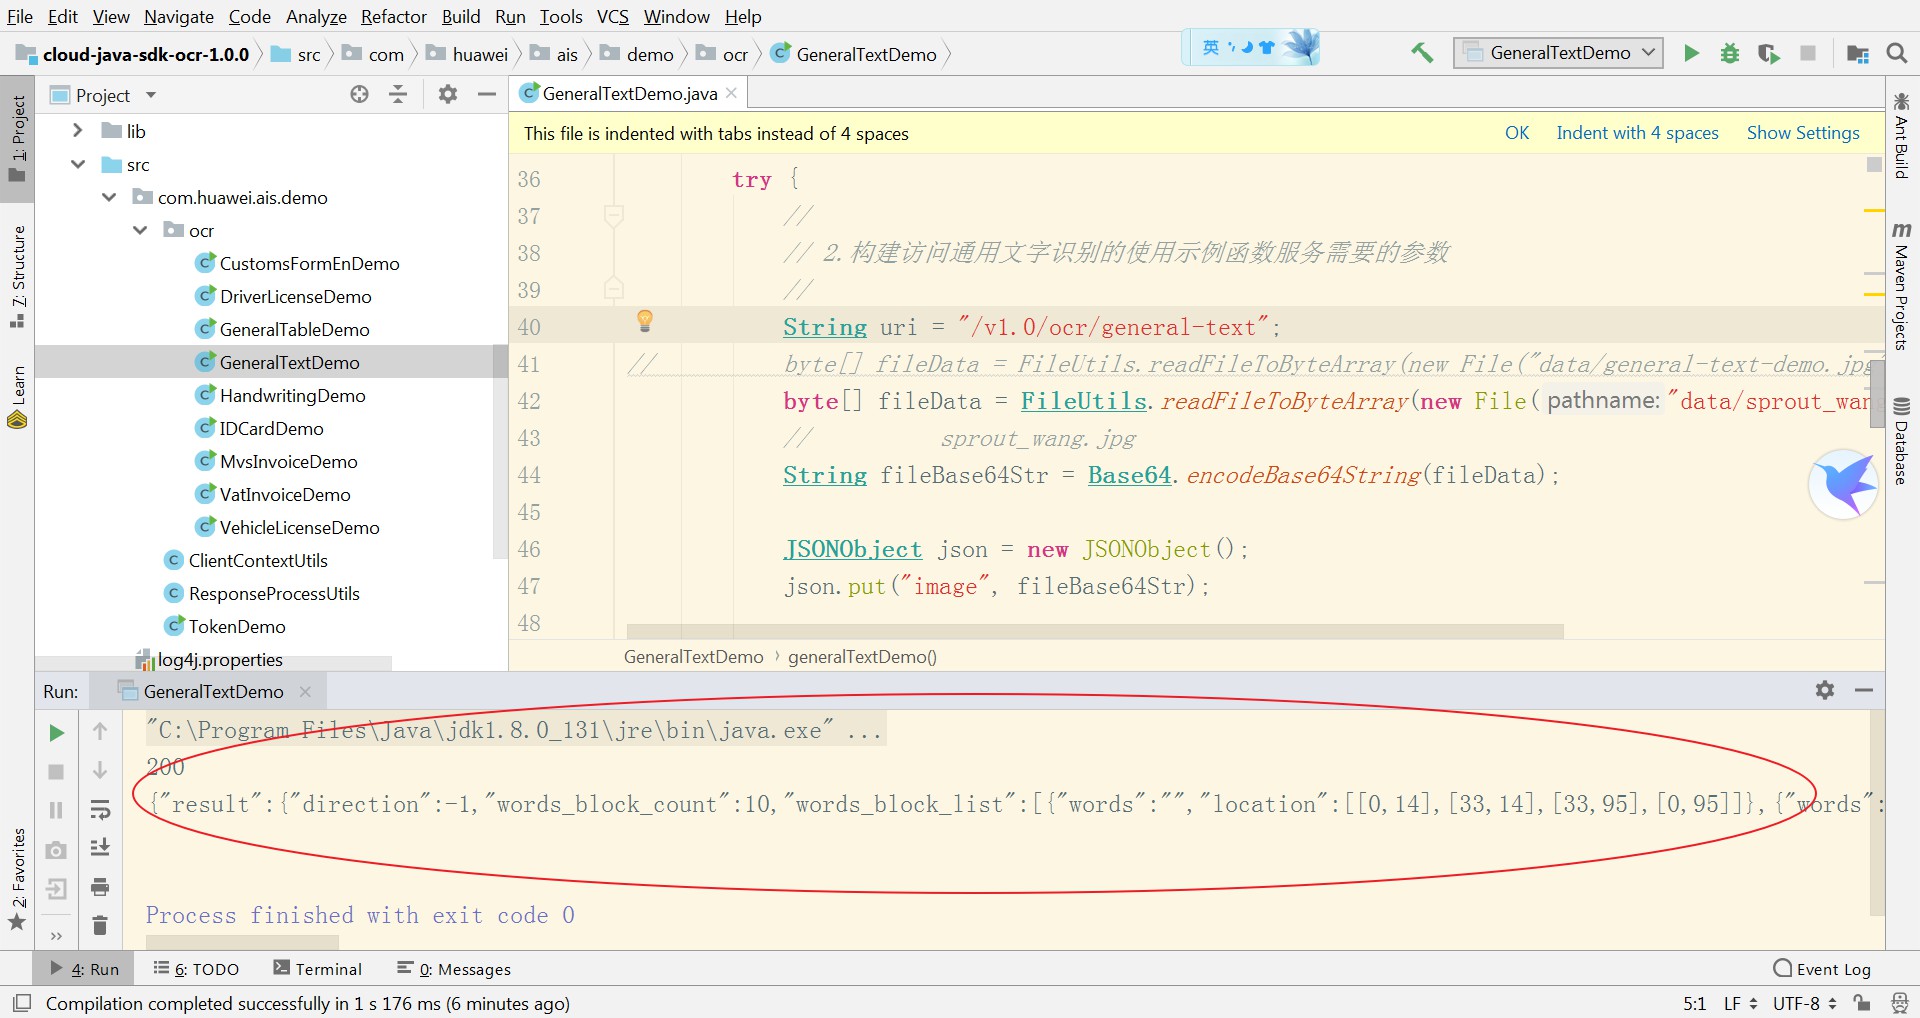 File Edit View Navigate Code Analyze Refactor Build Run Tools VCS Window Help
cloud-java-sdk-ocr-1.0.0 src com huawei ais demo ocr GeneralTextDemo 英 GeneralTextDemo
Project
GeneralTextDemo.java
This file is indented with tabs instead of 4 spaces OK Indent with 4 spaces Show Settings
1: Project
7: Structure
Learn
2: Favorites
lib
src
com.huawei.ais.demo
ocr
CustomsFormEnDemo
DriverLicenseDemo
GeneralTableDemo
GeneralTextDemo
HandwritingDemo
IDCardDemo
MvsInvoiceDemo
VatInvoiceDemo
VehicleLicenseDemo
ClientContextUtils
ResponseProcessUtils
TokenDemo
log4j.properties
36 try {
37 //
38 // 2.构建访问通用文字识别的使用示例函数服务需要的参数
39 //
40 String uri = "/v1.0/ocr/general-text";
41 // byte[] fileData = FileUtils.readFileToByteArray(new File("data/general-text-demo.jpg
42 byte[] fileData = FileUtils.readFileToByteArray(new File( pathname: "data/sprout_wang
43 // sprout_wang.jpg
44 String fileBase64Str = Base64.encodeBase64String(fileData);
45
46 JSONObject json = new JSONObject();
47 json.put("image", fileBase64Str);
48
GeneralTextDemo › generalTextDemo()
Ant Build
m Maven Projects
Database
Run: GeneralTextDemo
"C:\Program Files\Java\jdk1.8.0_131\jre\bin\java.exe" ...
200
{"result":{"direction":-1,"words_block_count":10,"words_block_list":[{"words":"","location":[[0,14],[33,14],[33,95],[0,95]]},{"words":
Process finished with exit code 0
4: Run 6: TODO Terminal 0: Messages Event Log
Compilation completed successfully in 1 s 176 ms (6 minutes ago) 5:1 LF UTF-8